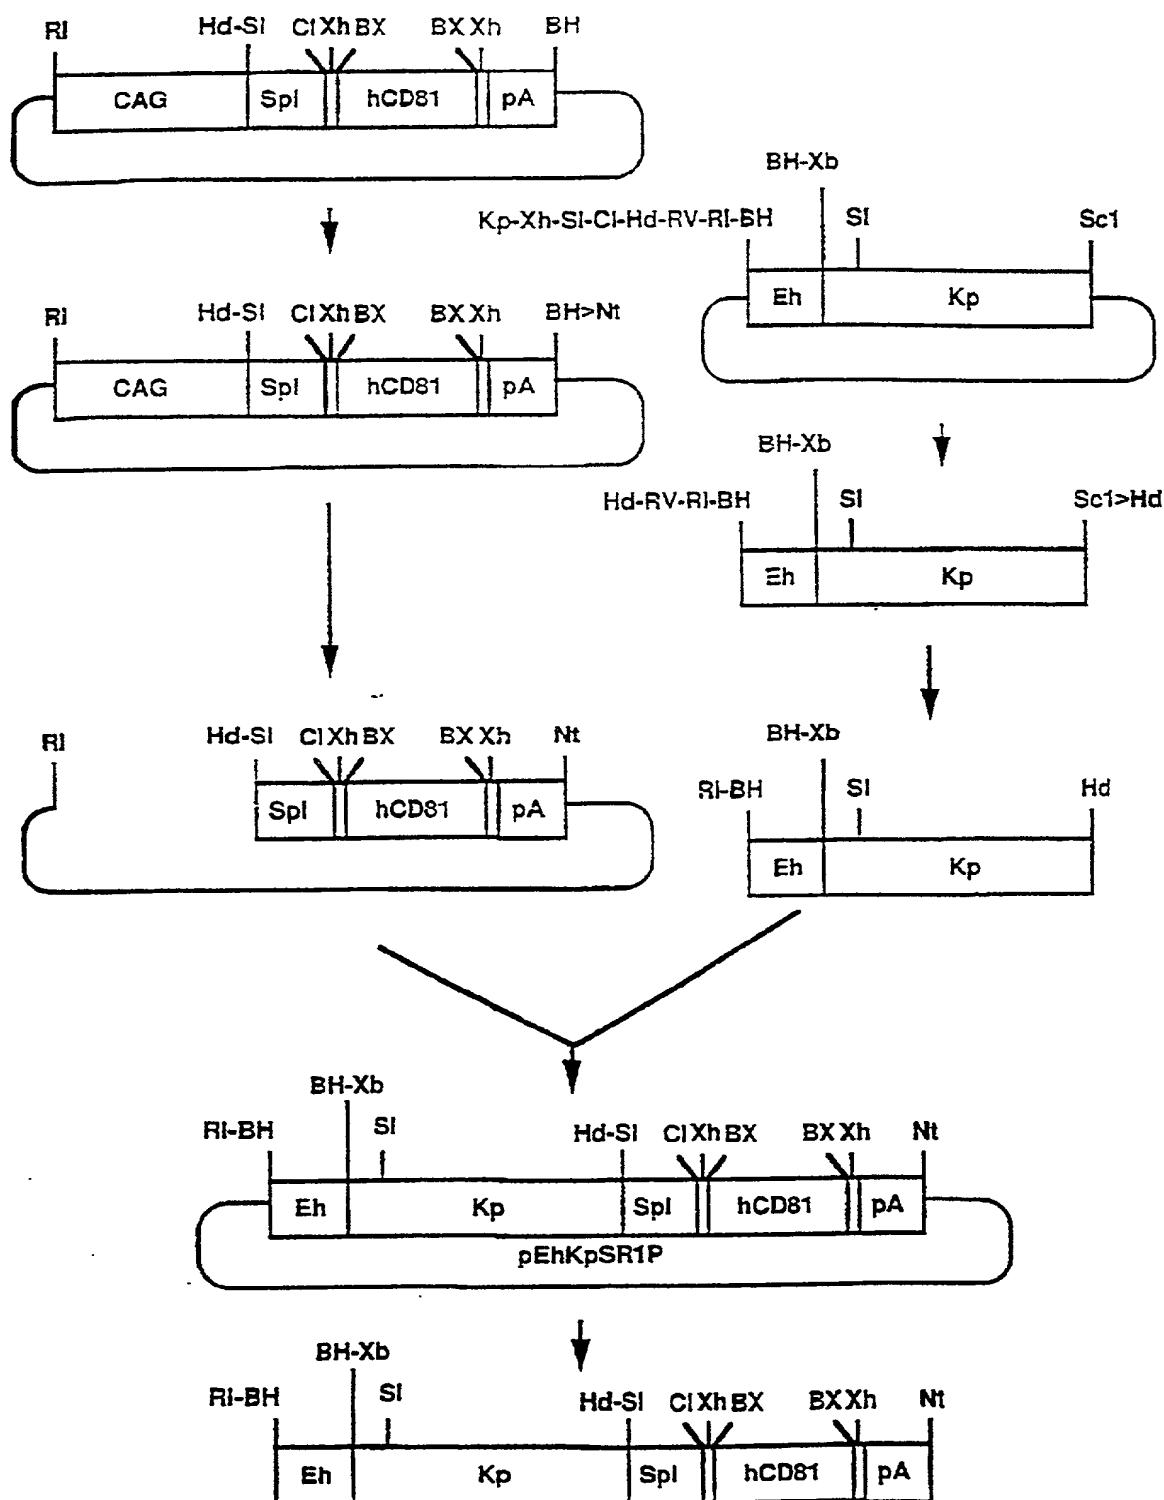 RI Hd-SI CI Xh BX BX Xh BH
CAG SpI hCD81 pA
BH-Xb
Kp-Xh-SI-CI-Hd-RV-RI-BH SI Sc1
Eh Kp
RI Hd-SI CI Xh BX BX Xh BH>Nt
CAG SpI hCD81 pA
BH-Xb
Hd-RV-RI-BH SI Sc1>Hd
Eh Kp
RI Hd-SI CI Xh BX BX Xh Nt
SpI hCD81 pA
BH-Xb
RI-BH SI Hd
Eh Kp
BH-Xb
RI-BH SI Hd-SI CI Xh BX BX Xh Nt
Eh Kp SpI hCD81 pA
pEhKpSR1P
BH-Xb
RI-BH SI Hd-SI CI Xh BX BX Xh Nt
Eh Kp SpI hCD81 pA